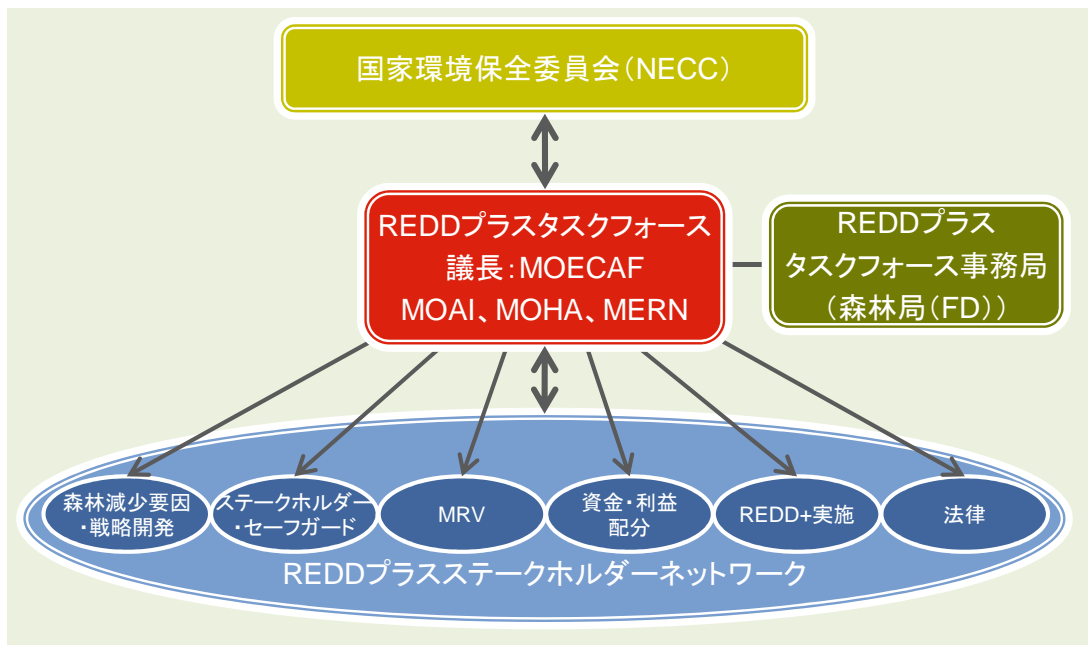 国家環境保全委員会（NECC）
REDDプラスタスクフォース
議長：MOECAF
MOAI、MOHA、MERN
REDDプラス
タスクフォース事務局
（森林局（FD））
森林減少要因
・戦略開発
ステークホルダー
・セーフガード
MRV
資金・利益
配分
REDD+実施
法律
REDDプラスステークホルダーネットワーク